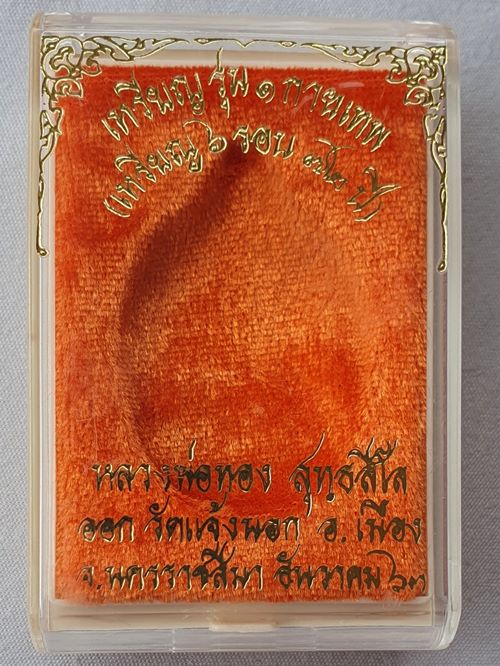 เหรียญ รุ่น ๑ กายเทพ
(เหรียญ ๖ รอบ ๗๒ ปี)
หลวงพ่อทอง สุทธสีโล
ออก วัดแจ้งนอก อ.เมือง
จ.นครราชสีมา ธันวาคม ๖๓